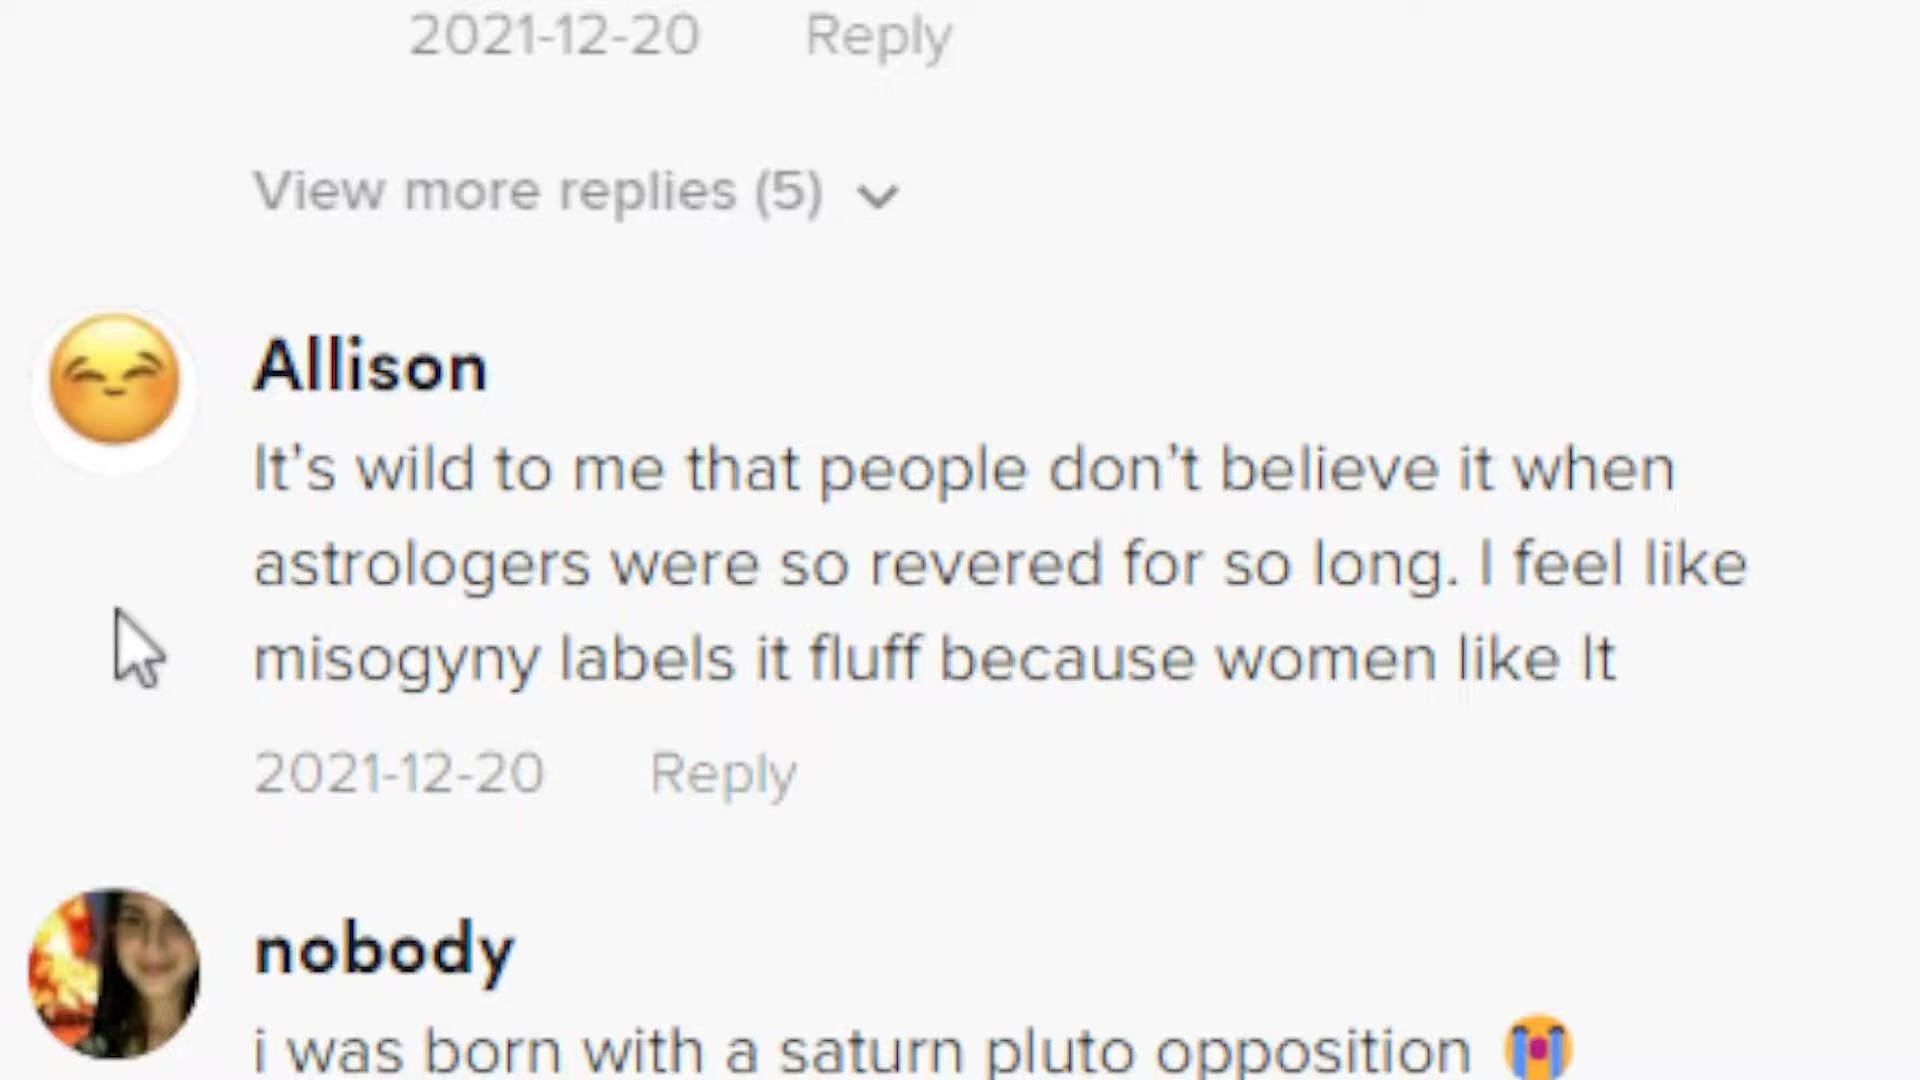 2021-12-20 Reply
View more replies (5)
Allison
It's wild to me that people don't believe it when
astrologers were so revered for so long. I feel like
misogyny labels it fluff because women like It
2021-12-20 Reply
nobody
i was born with a saturn pluto opposition 😭